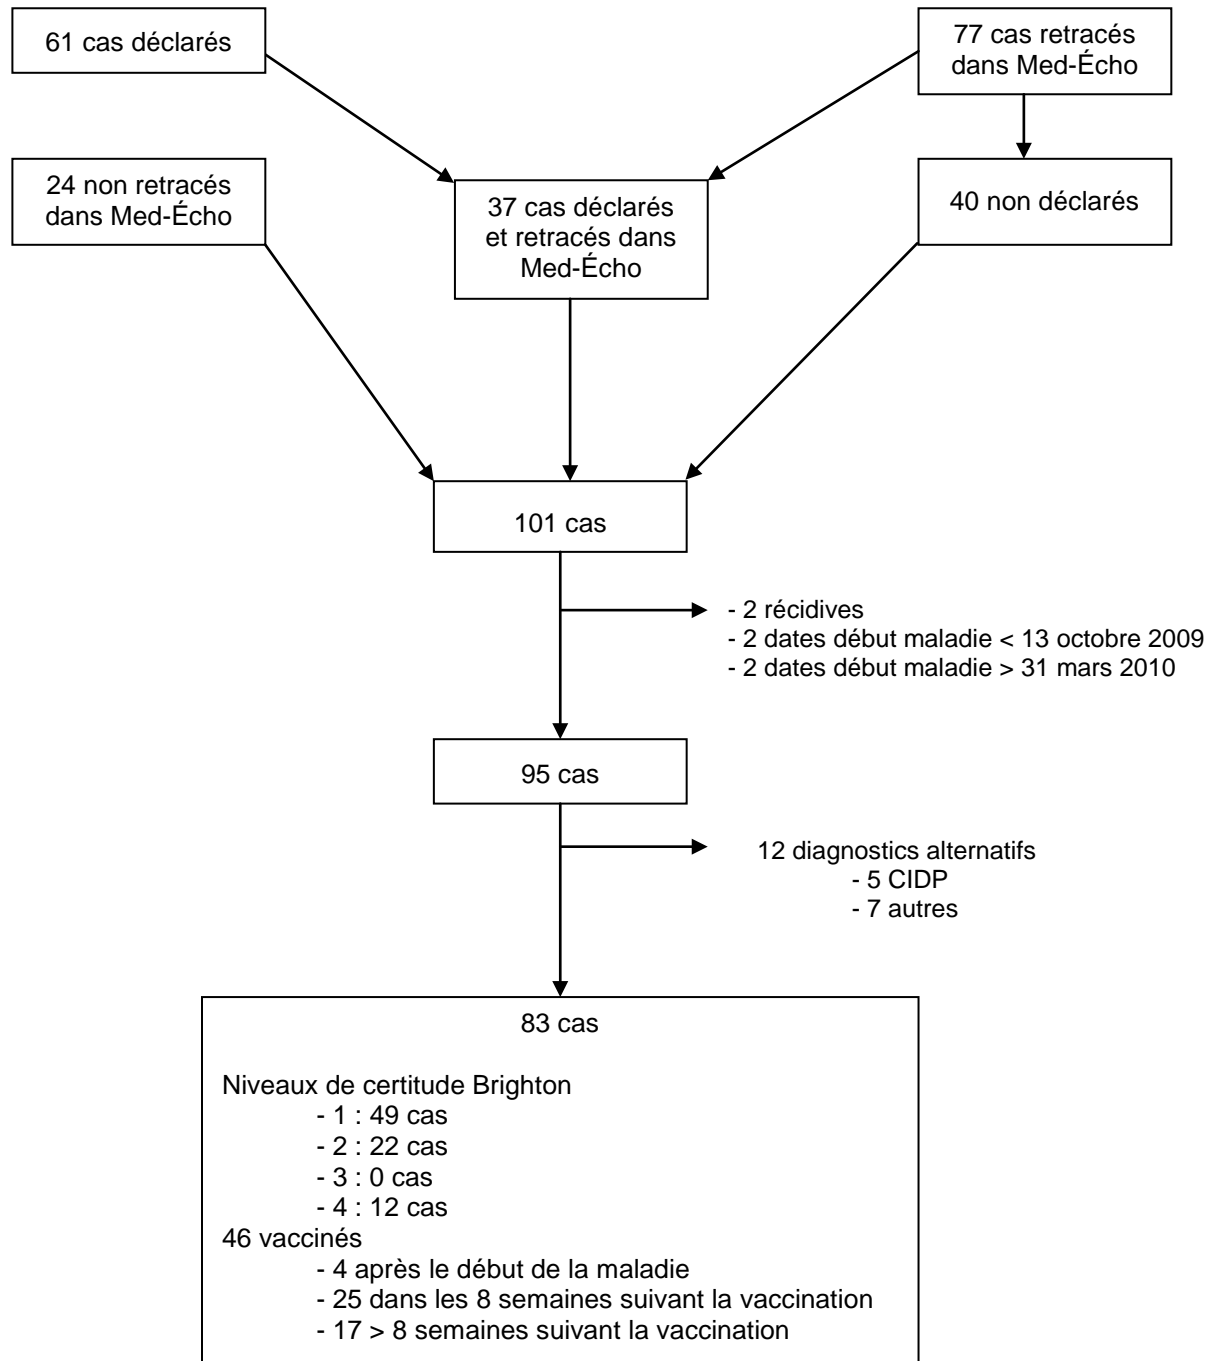 61 cas déclarés
77 cas retracés
dans Med-Écho
24 non retracés
dans Med-Écho
37 cas déclarés
et retracés dans
Med-Écho
40 non déclarés
101 cas
- 2 récidives
- 2 dates début maladie < 13 octobre 2009
- 2 dates début maladie > 31 mars 2010
95 cas
12 diagnostics alternatifs
- 5 CIDP
- 7 autres
83 cas
Niveaux de certitude Brighton
- 1 : 49 cas
- 2 : 22 cas
- 3 : 0 cas
- 4 : 12 cas
46 vaccinés
- 4 après le début de la maladie
- 25 dans les 8 semaines suivant la vaccination
- 17 > 8 semaines suivant la vaccination